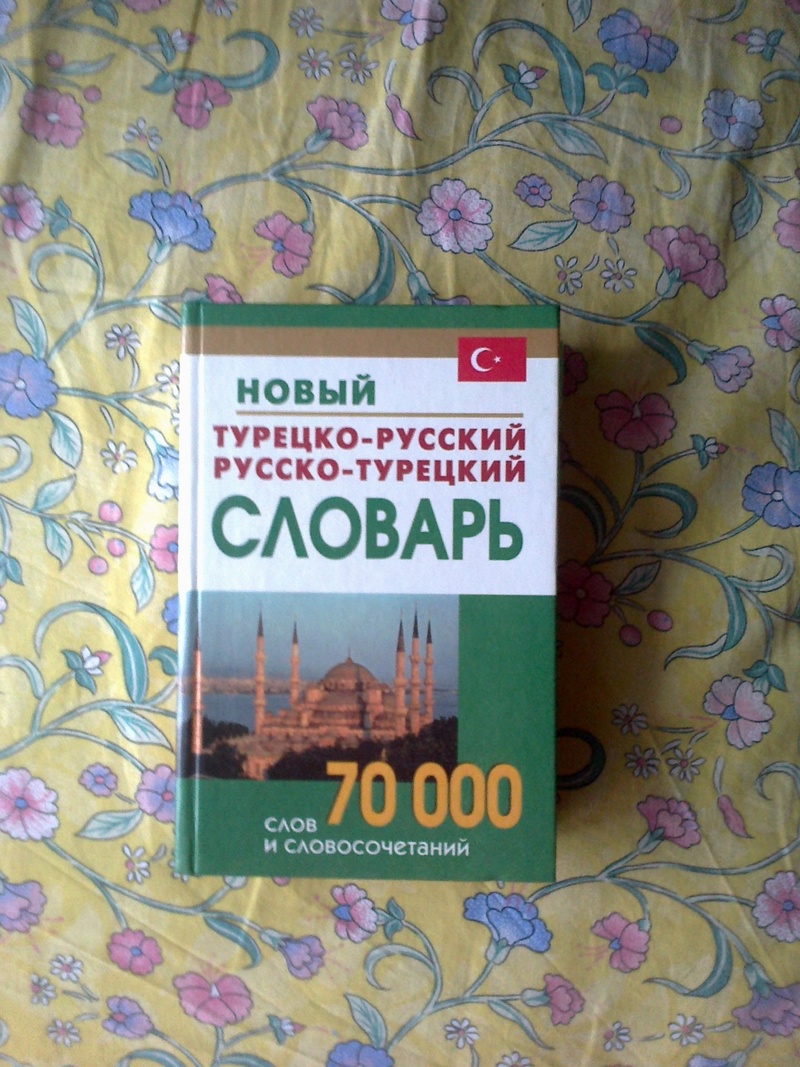 НОВЫЙ
ТУРЕЦКО-РУССКИЙ
РУССКО-ТУРЕЦКИЙ
СЛОВАРЬ
70 000
СЛОВ
И СЛОВОСОЧЕТАНИЙ